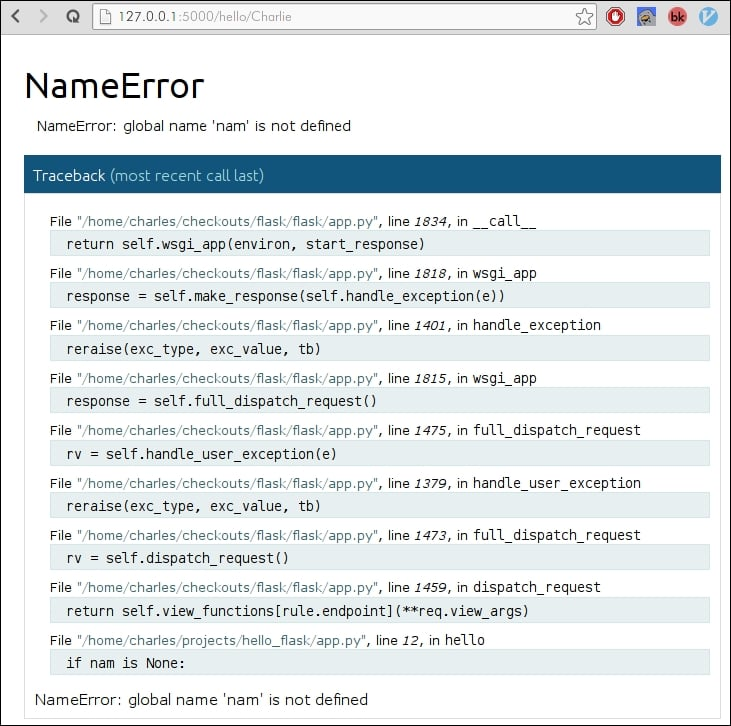 127.0.0.1:5000/hello/Charlie
bk
NameError
NameError: global name 'nam' is not defined
Traceback (most recent call last)
File "/home/charles/checkouts/flask/flask/app.py", line 1834, in __call__
return self.wsgi_app(environ, start_response)
File "/home/charles/checkouts/flask/flask/app.py", line 1818, in wsgi_app
response = self.make_response(self.handle_exception(e))
File "/home/charles/checkouts/flask/flask/app.py", line 1401, in handle_exception
reraise(exc_type, exc_value, tb)
File "/home/charles/checkouts/flask/flask/app.py", line 1815, in wsgi_app
response = self.full_dispatch_request()
File "/home/charles/checkouts/flask/flask/app.py", line 1475, in full_dispatch_request
rv = self.handle_user_exception(e)
File "/home/charles/checkouts/flask/flask/app.py", line 1379, in handle_user_exception
reraise(exc_type, exc_value, tb)
File "/home/charles/checkouts/flask/flask/app.py", line 1473, in full_dispatch_request
rv = self.dispatch_request()
File "/home/charles/checkouts/flask/flask/app.py", line 1459, in dispatch_request
return self.view_functions[rule.endpoint](**req.view_args)
File "/home/charles/projects/hello_flask/app.py", line 12, in hello
if nam is None:
NameError: global name 'nam' is not defined